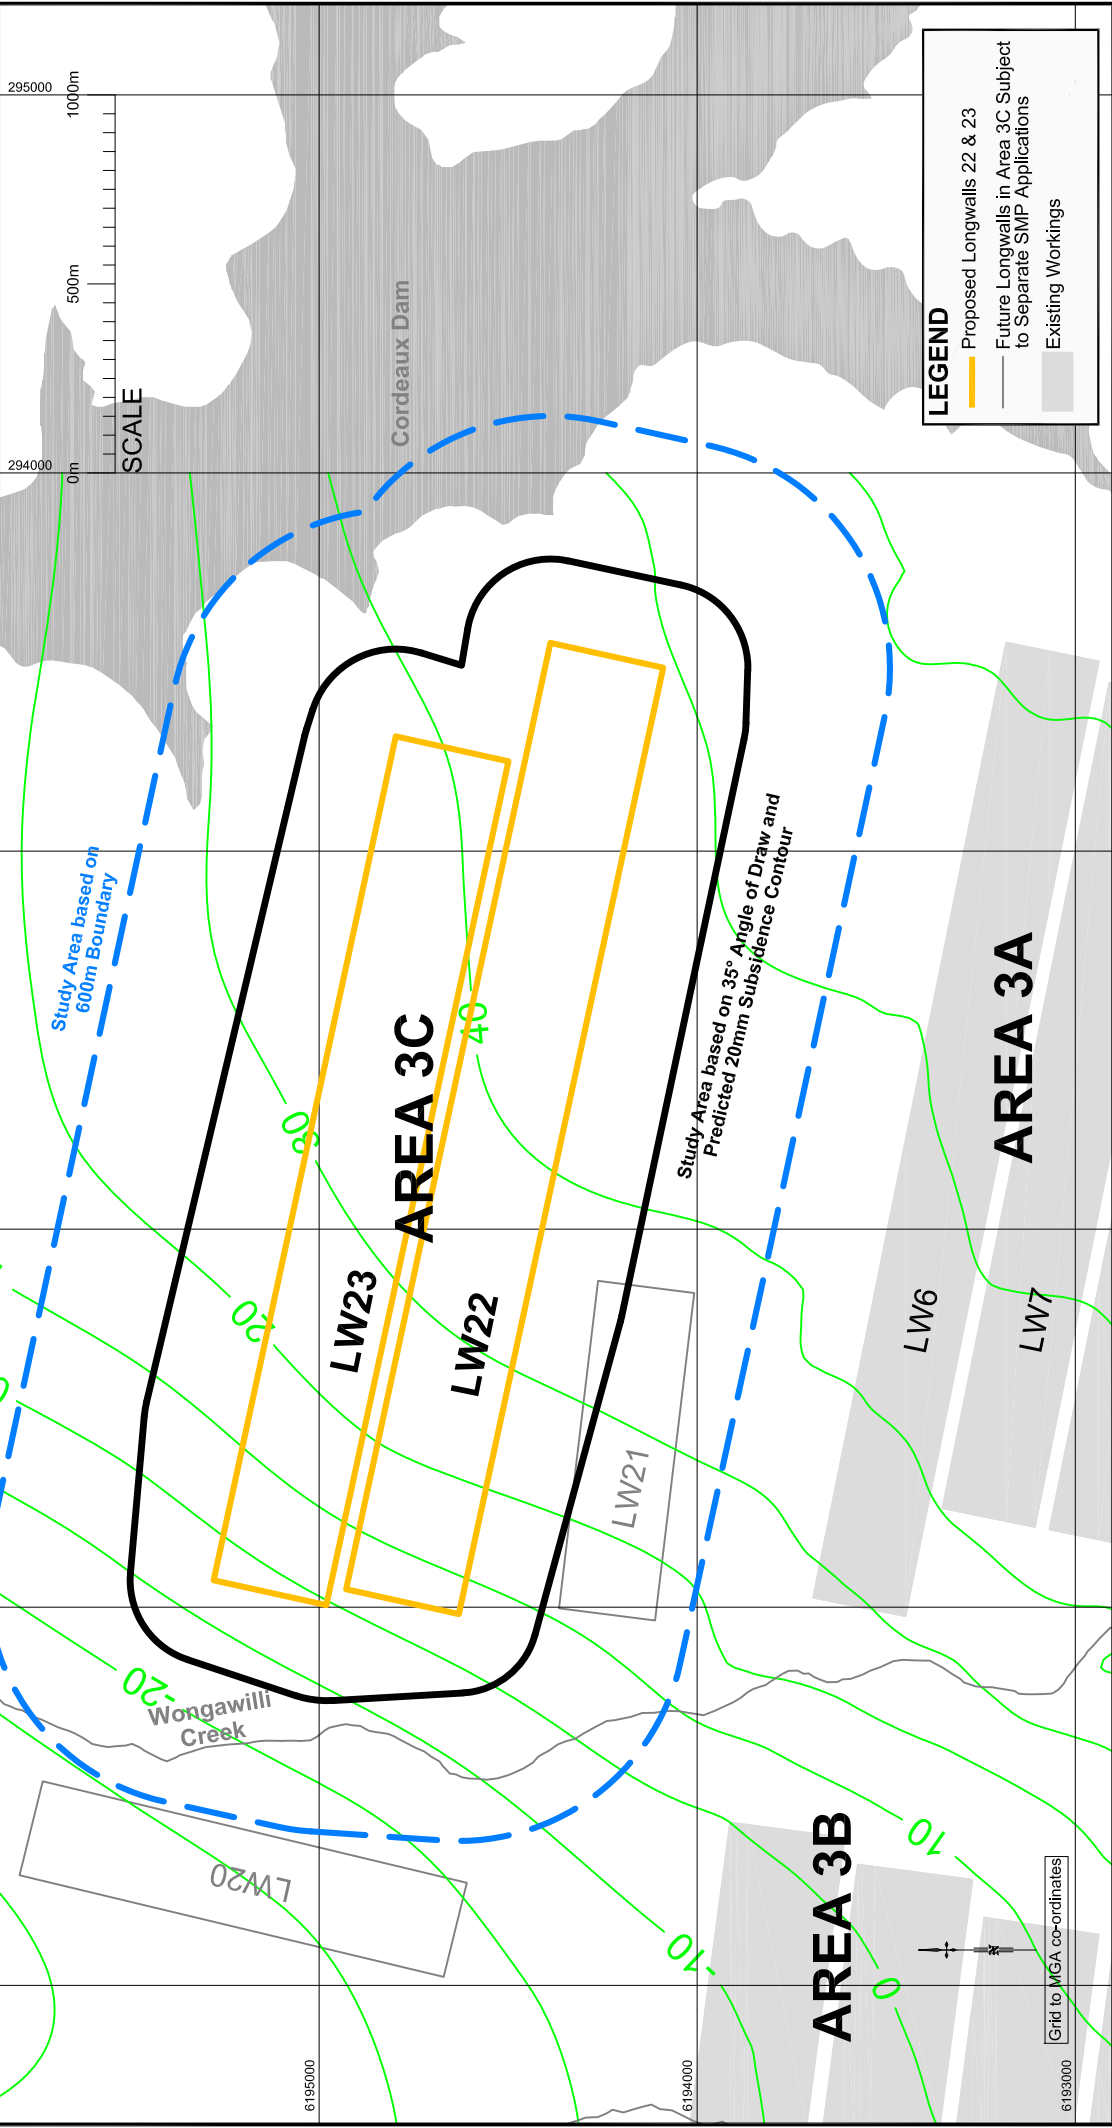 295000
1000m
500m
294000
0m
SCALE
Cordeaux Dam
LEGEND
Proposed Longwalls 22 & 23
Future Longwalls in Area 3C Subject
to Separate SMP Applications
Existing Workings
Study Area based on
600m Boundary
Study Area based on 35° Angle of Draw and
Predicted 20mm Subsidence Contour
AREA 3C
AREA 3A
40
30
20
LW23
LW22
LW21
LW6
LW7
0
-20
Wongawilli
Creek
LW20
10
-10
0
AREA 3B
N
Grid to MGA co-ordinates
6195000
6194000
6193000